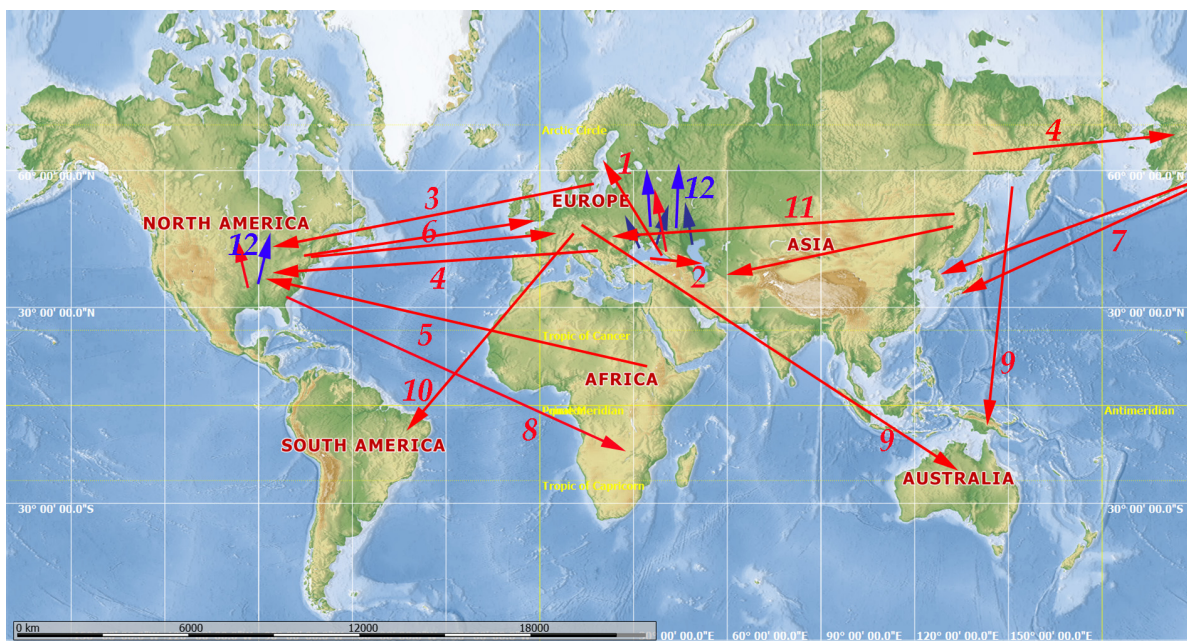 Arctic Circle
4
60° 00' 00.0"N
60° 00' 00.0"N
1
EUROPE
12
3
NORTH AMERICA
6
11
12
ASIA
7
4
2
30° 00' 00.0"N
30° 00' 00.0"N
5
Tropic of Cancer
9
AFRICA
10
Meridian
Antimeridian
8
9
SOUTH AMERICA
AUSTRALIA
Tropic of Capricorn
30° 00' 00.0"S
30° 00' 00.0"S
0 km
6000
12000
18000
00' 00.0"E
60° 00' 00.0"E
90° 00' 00.0"E
120° 00' 00.0"E
150° 00' 00.0"E